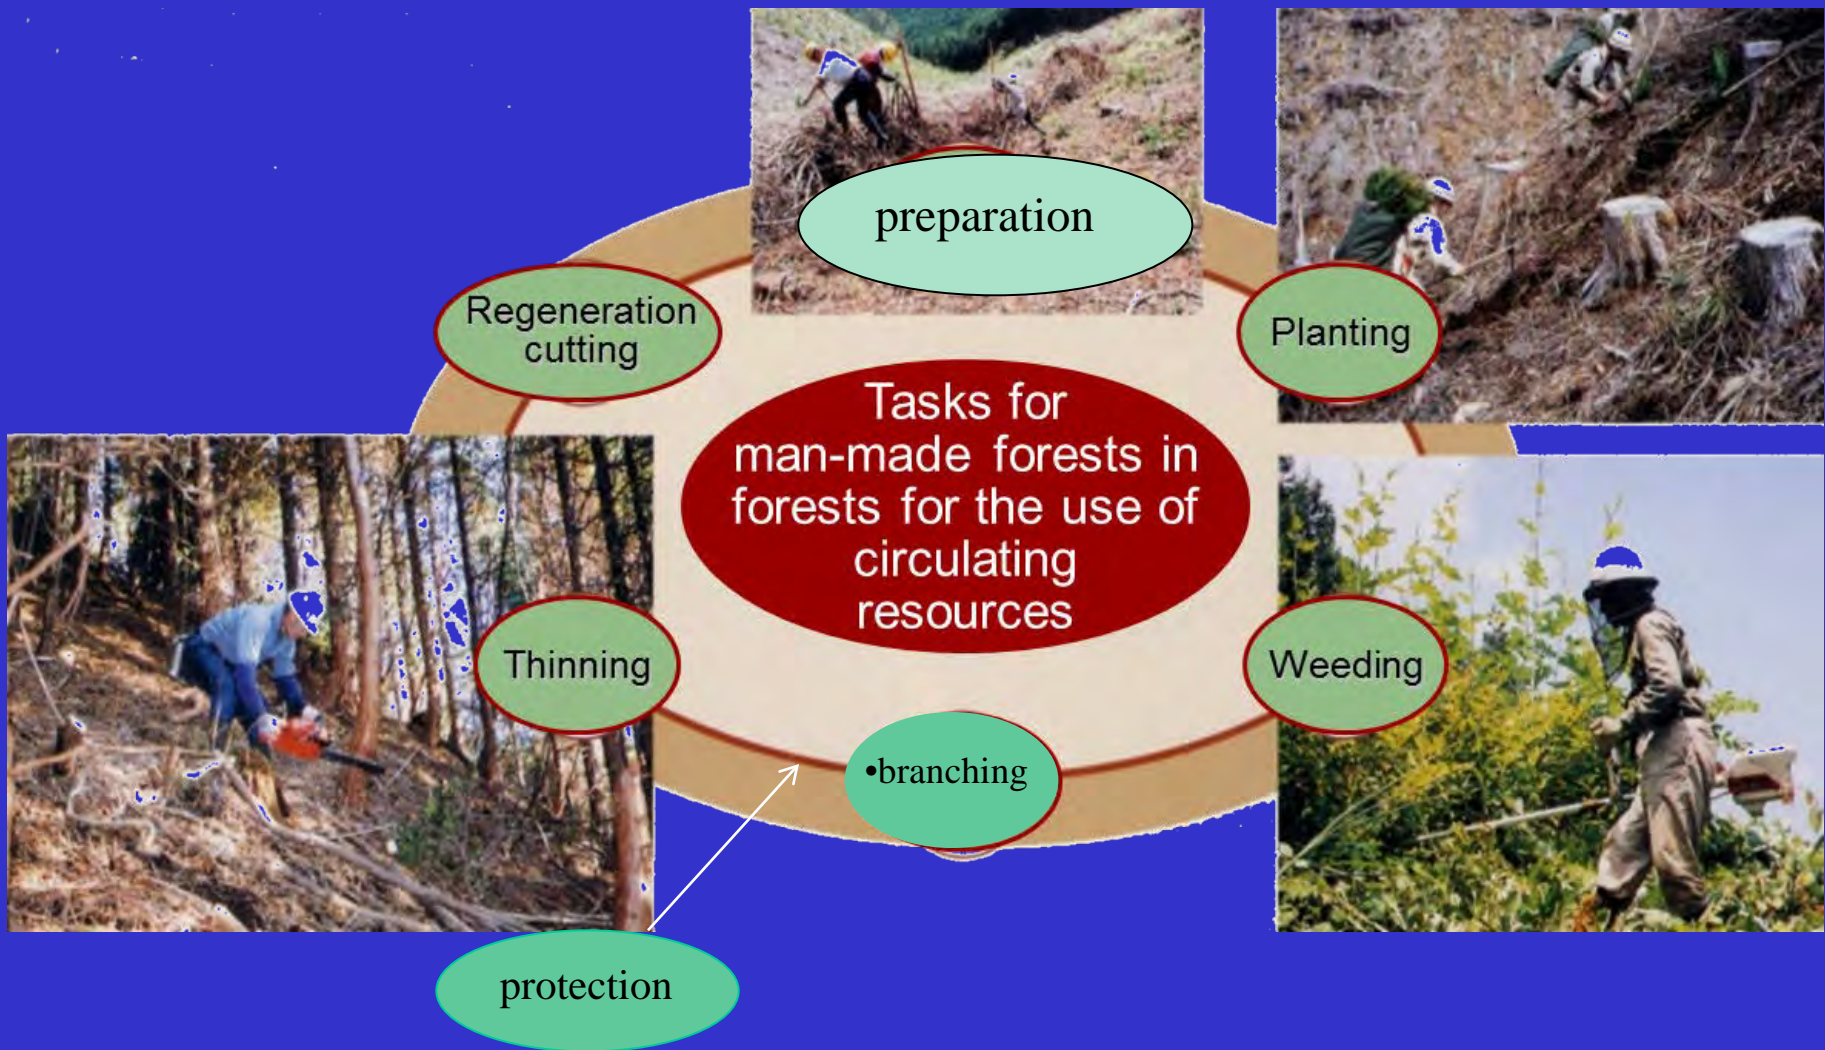 preparation
Regeneration
cutting
Planting
Tasks for
man-made forests in
forests for the use of
circulating
resources
Thinning
Weeding
•branching
protection